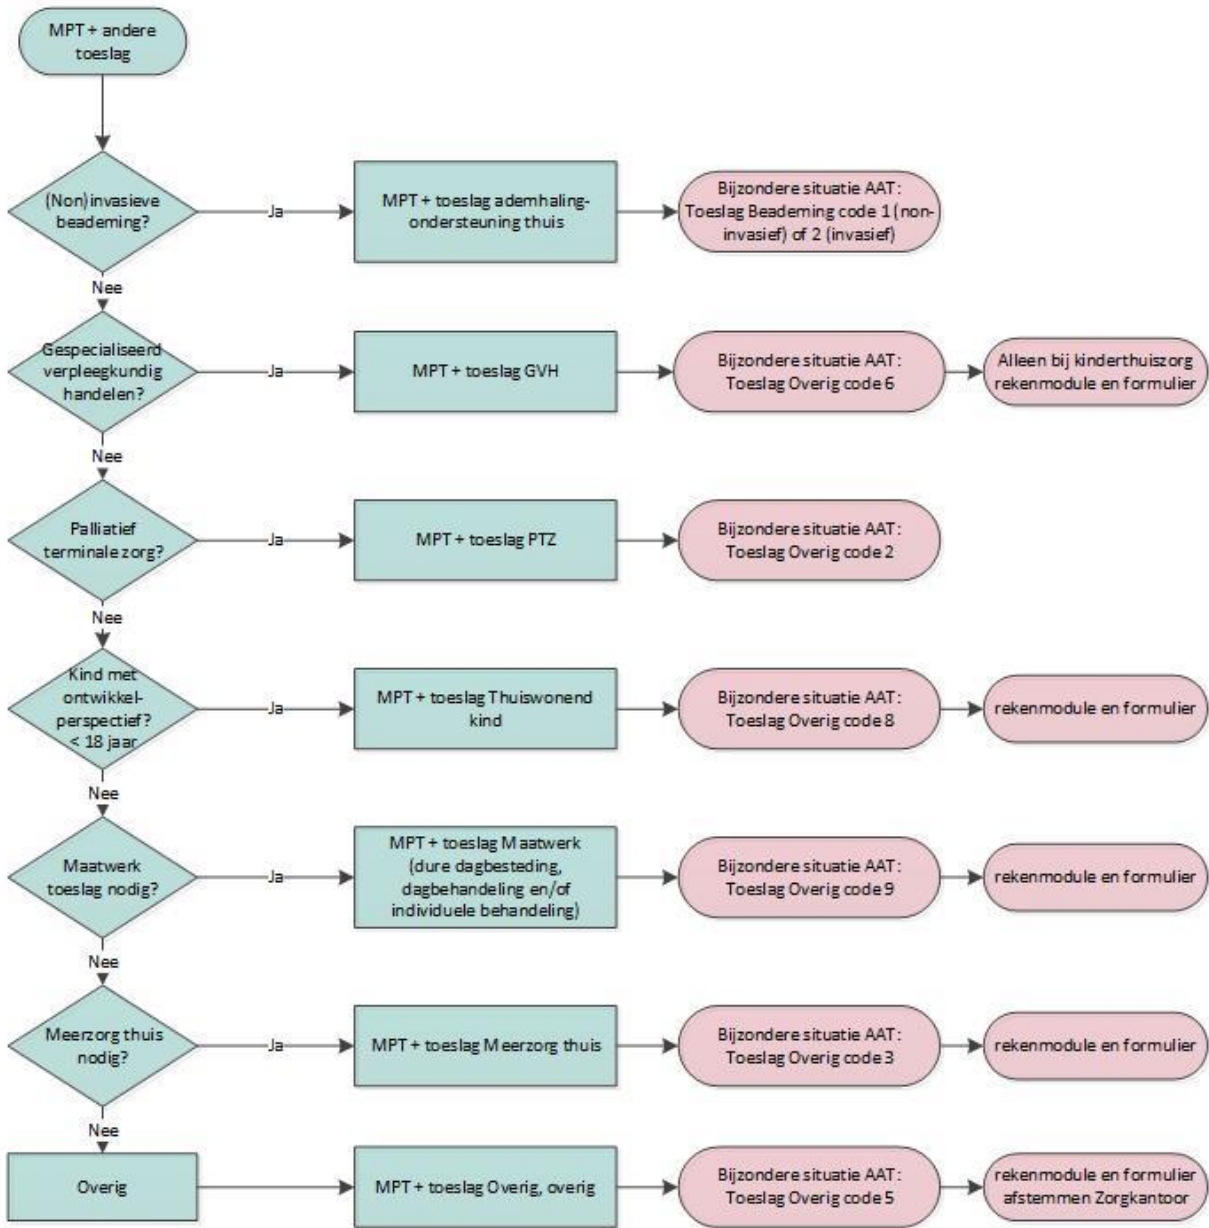 MPT + andere
toeslag
(Non)invasieve
beademing?
Ja
MPT + toeslag ademhaling-
ondersteuning thuis
Bijzondere situatie AAT:
Toeslag Beademing code 1 (non-
invasief) of 2 (invasief)
Nee
Gespecialiseerd
verpleegkundig
handelen?
Ja
MPT + toeslag GVH
Bijzondere situatie AAT:
Toeslag Overig code 6
Alleen bij kinderthuiszorg
rekenmodule en formulier
Nee
Palliatief
terminale zorg?
Ja
MPT + toeslag PTZ
Bijzondere situatie AAT:
Toeslag Overig code 2
Nee
Kind met
ontwikkel-
perspectief?
< 18 jaar
Ja
MPT + toeslag Thuiswonend
kind
Bijzondere situatie AAT:
Toeslag Overig code 8
rekenmodule en formulier
Nee
Maatwerk
toeslag nodig?
Ja
MPT + toeslag Maatwerk
(dure dagbesteding,
dagbehandeling en/of
individuele behandeling)
Bijzondere situatie AAT:
Toeslag Overig code 9
rekenmodule en formulier
Nee
Meerzorg thuis
nodig?
Ja
MPT + toeslag Meerzorg thuis
Bijzondere situatie AAT:
Toeslag Overig code 3
rekenmodule en formulier
Nee
Overig
MPT + toeslag Overig, overig
Bijzondere situatie AAT:
Toeslag Overig code 5
rekenmodule en formulier
afstemmen Zorgkantoor